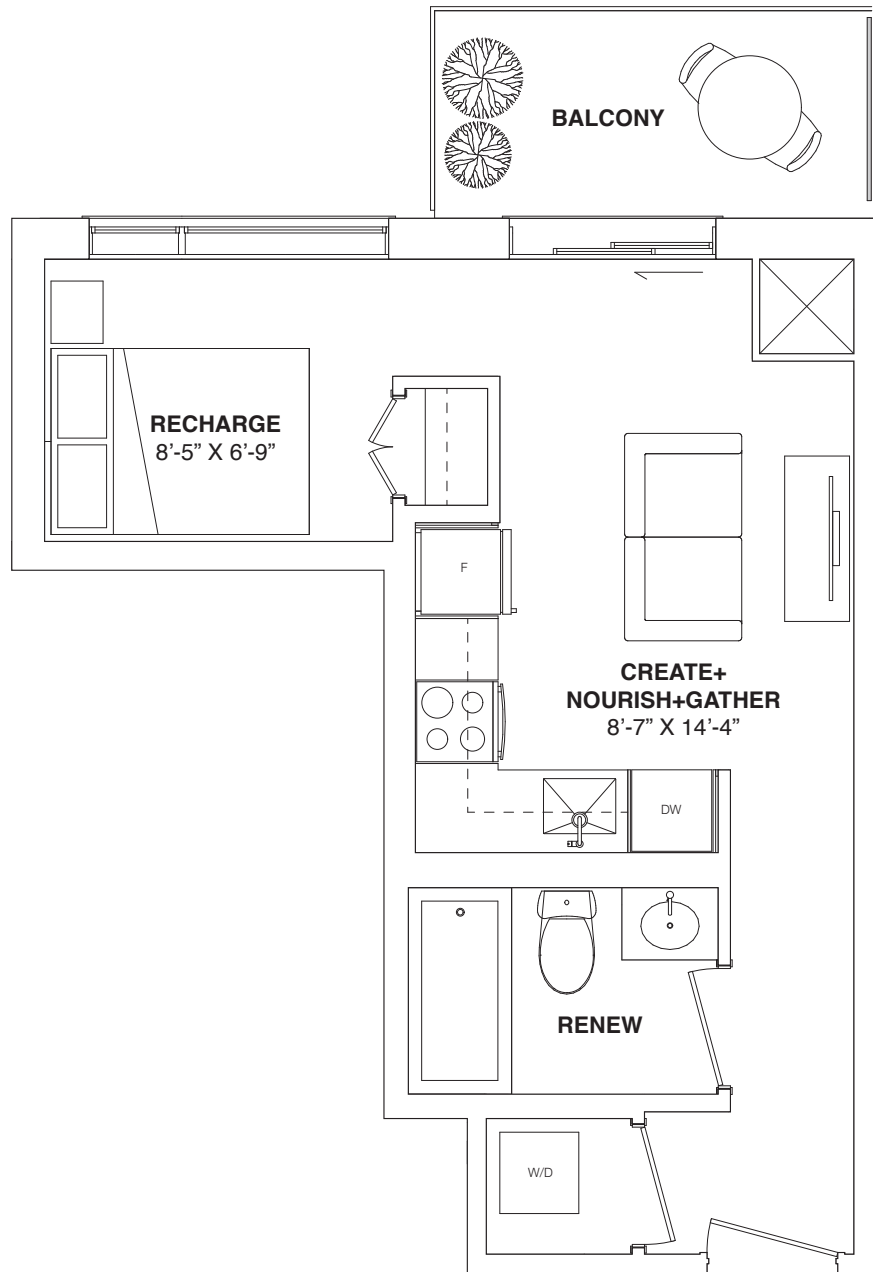 BALCONY
RECHARGE
8’-5” X 6’-9”
F
CREATE+
NOURISH+GATHER
8’-7” X 14’-4”
DW
RENEW
W/D